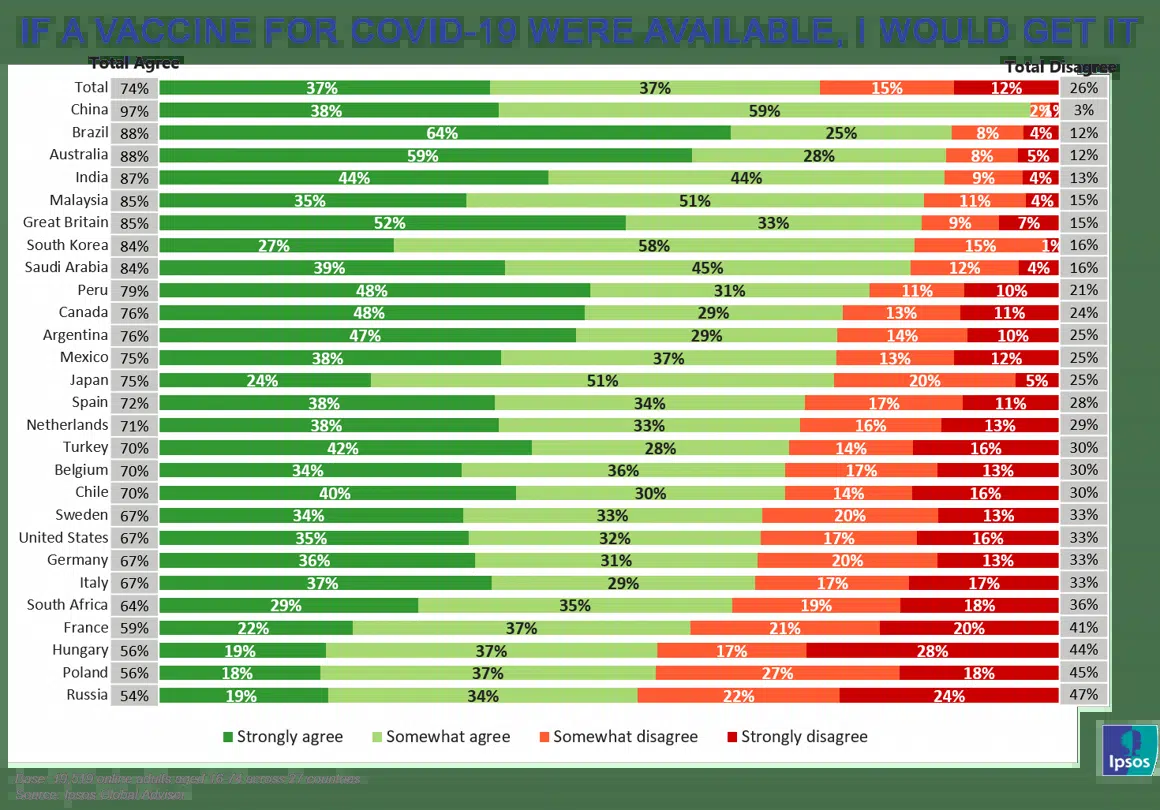 IF A VACCINE FOR COVID-19 WERE AVAILABLE, I WOULD GET IT
Total Agree Total Disagree
Total 74% 37% 37% 15% 12% 26%
China 97% 38% 59% 2% 1% 3%
Brazil 88% 64% 25% 8% 4% 12%
Australia 88% 59% 28% 8% 5% 12%
India 87% 44% 44% 9% 4% 13%
Malaysia 85% 35% 51% 11% 4% 15%
Great Britain 85% 52% 33% 9% 7% 15%
South Korea 84% 27% 58% 15% 1% 16%
Saudi Arabia 84% 39% 45% 12% 4% 16%
Peru 79% 48% 31% 11% 10% 21%
Canada 76% 48% 29% 13% 11% 24%
Argentina 76% 47% 29% 14% 10% 25%
Mexico 75% 38% 37% 13% 12% 25%
Japan 75% 24% 51% 20% 5% 25%
Spain 72% 38% 34% 17% 11% 28%
Netherlands 71% 38% 33% 16% 13% 29%
Turkey 70% 42% 28% 14% 16% 30%
Belgium 70% 34% 36% 17% 13% 30%
Chile 70% 40% 30% 14% 16% 30%
Sweden 67% 34% 33% 20% 13% 33%
United States 67% 35% 32% 17% 16% 33%
Germany 67% 36% 31% 20% 13% 33%
Italy 67% 37% 29% 17% 17% 33%
South Africa 64% 29% 35% 19% 18% 36%
France 59% 22% 37% 21% 20% 41%
Hungary 56% 19% 37% 17% 28% 44%
Poland 56% 18% 37% 27% 18% 45%
Russia 54% 19% 34% 22% 24% 47%
Strongly agree Somewhat agree Somewhat disagree Strongly disagree
Ipsos
online adults aged across
Source: Ipsos Global Advisor